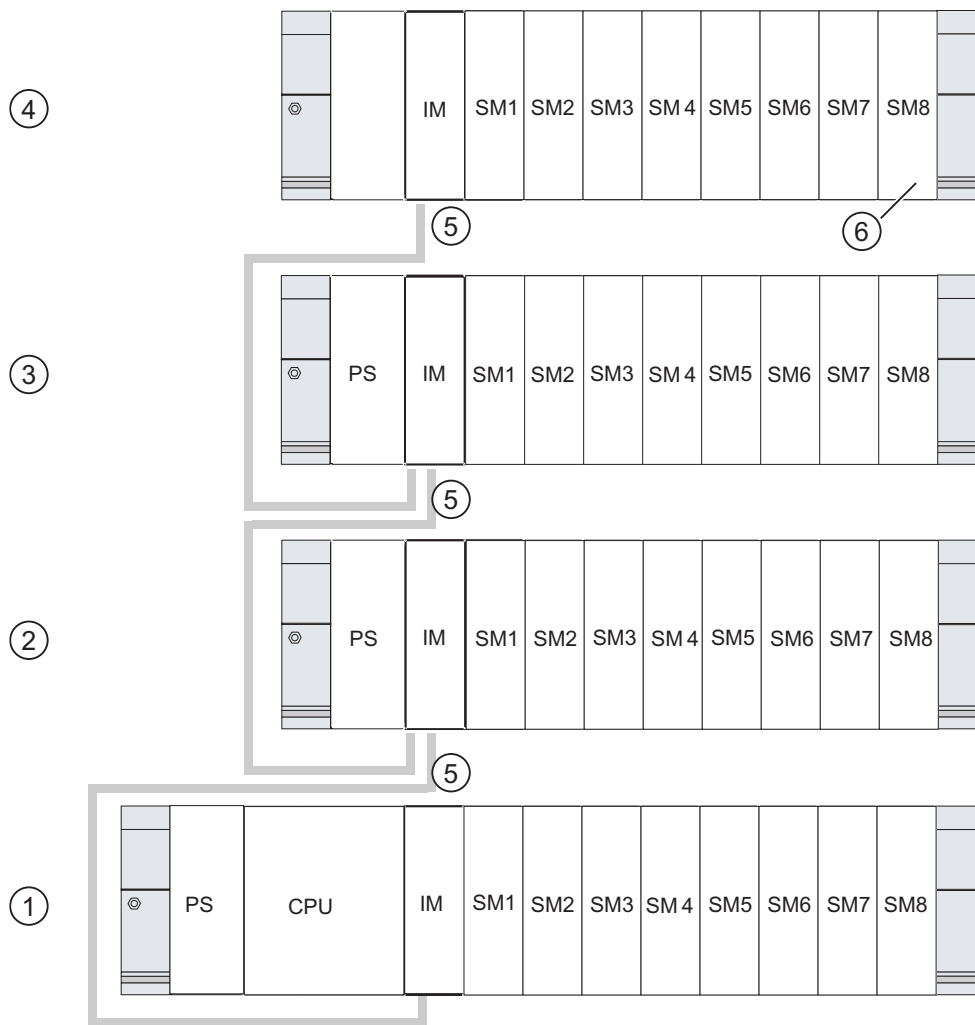 ④ IM SM1 SM2 SM3 SM 4 SM5 SM6 SM7 SM8
⑤ ⑥
③ PS IM SM1 SM2 SM3 SM 4 SM5 SM6 SM7 SM8
⑤
② PS IM SM1 SM2 SM3 SM 4 SM5 SM6 SM7 SM8
⑤
① PS CPU IM SM1 SM2 SM3 SM 4 SM5 SM6 SM7 SM8